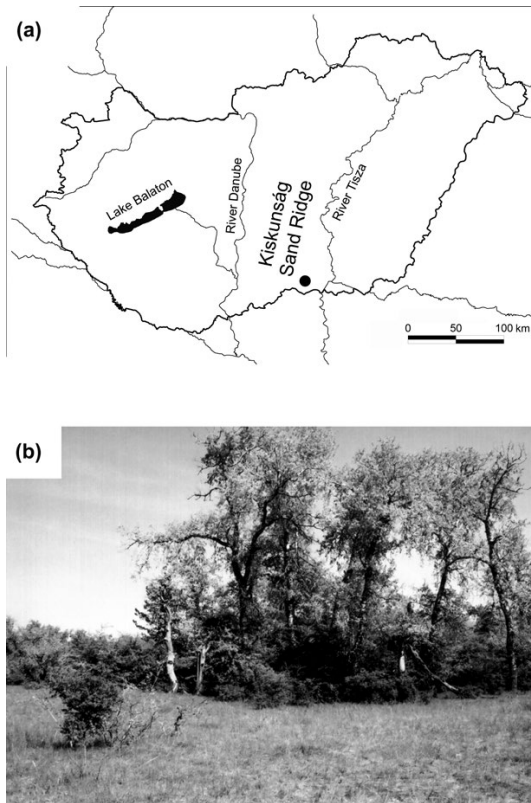 (a)
Lake Balaton
River Danube
Kiskunság
Sand Ridge
River Tisza
0 50 100 km
(b)